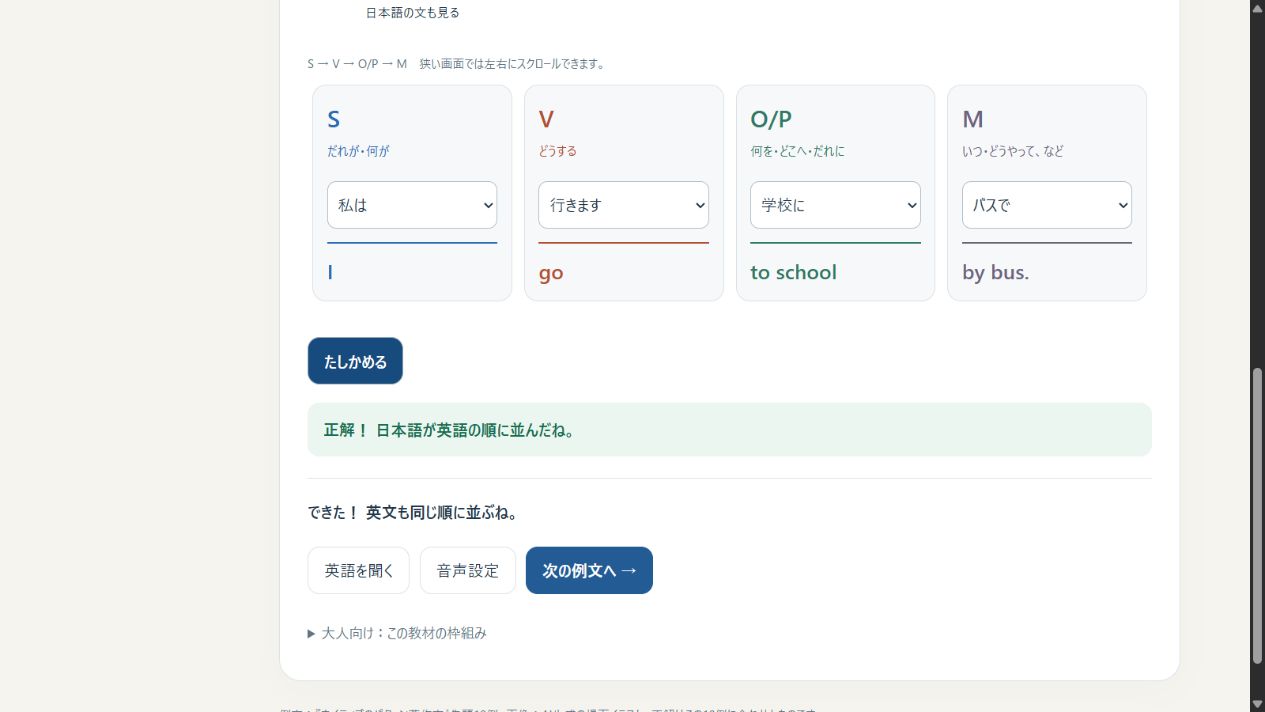 日本語の文も見る
S → V → O/P → M　狭い画面では左右にスクロールできます。
S
だれが・何が
私は
I
V
どうする
行きます
go
O/P
何を・どこへ・だれに
学校に
to school
M
いつ・どうやって、など
バスで
by bus.
たしかめる
正解！ 日本語が英語の順に並んだね。
できた！ 英文も同じ順に並ぶね。
英語を聞く
音声設定
次の例文へ →
▶ 大人向け：この教材の枠組み